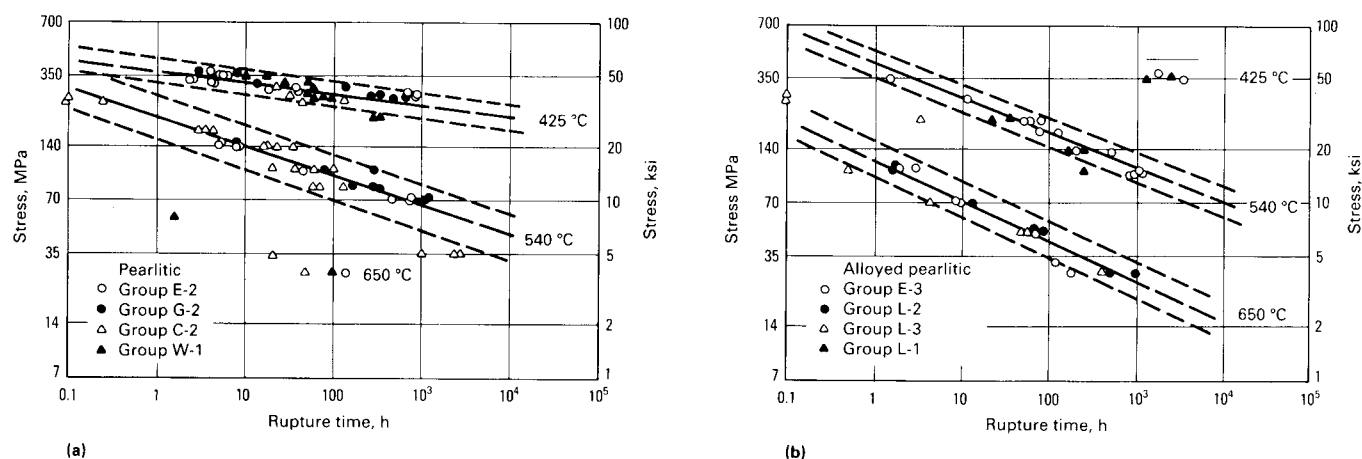 700
350
140
70
35
14
7
Stress, MPa
100
50
20
10
5
2
1
Stress, ksi
425 °C
540 °C
650 °C
Pearlitic
Group E-2
Group G-2
Group C-2
Group W-1
0.1
1
10
100
10³
10⁴
10⁵
Rupture time, h
(a)
700
350
140
70
35
14
7
Stress MPa
100
50
20
10
5
2
1
Stress, ksi
425 °C
540 °C
650 °C
Alloyed pearlitic
Group E-3
Group L-2
Group L-3
Group L-1
0.1
1
10
100
10³
10⁴
10⁵
Rupture time, h
(b)